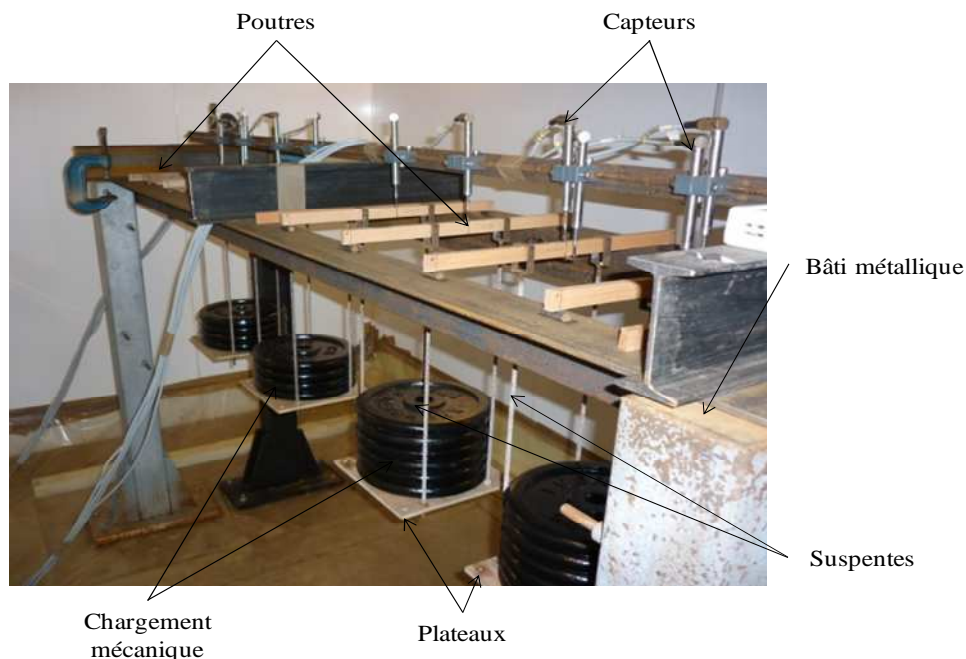 Poutres
Capteurs
Bâti métallique
Suspentes
Chargement
mécanique
Plateaux